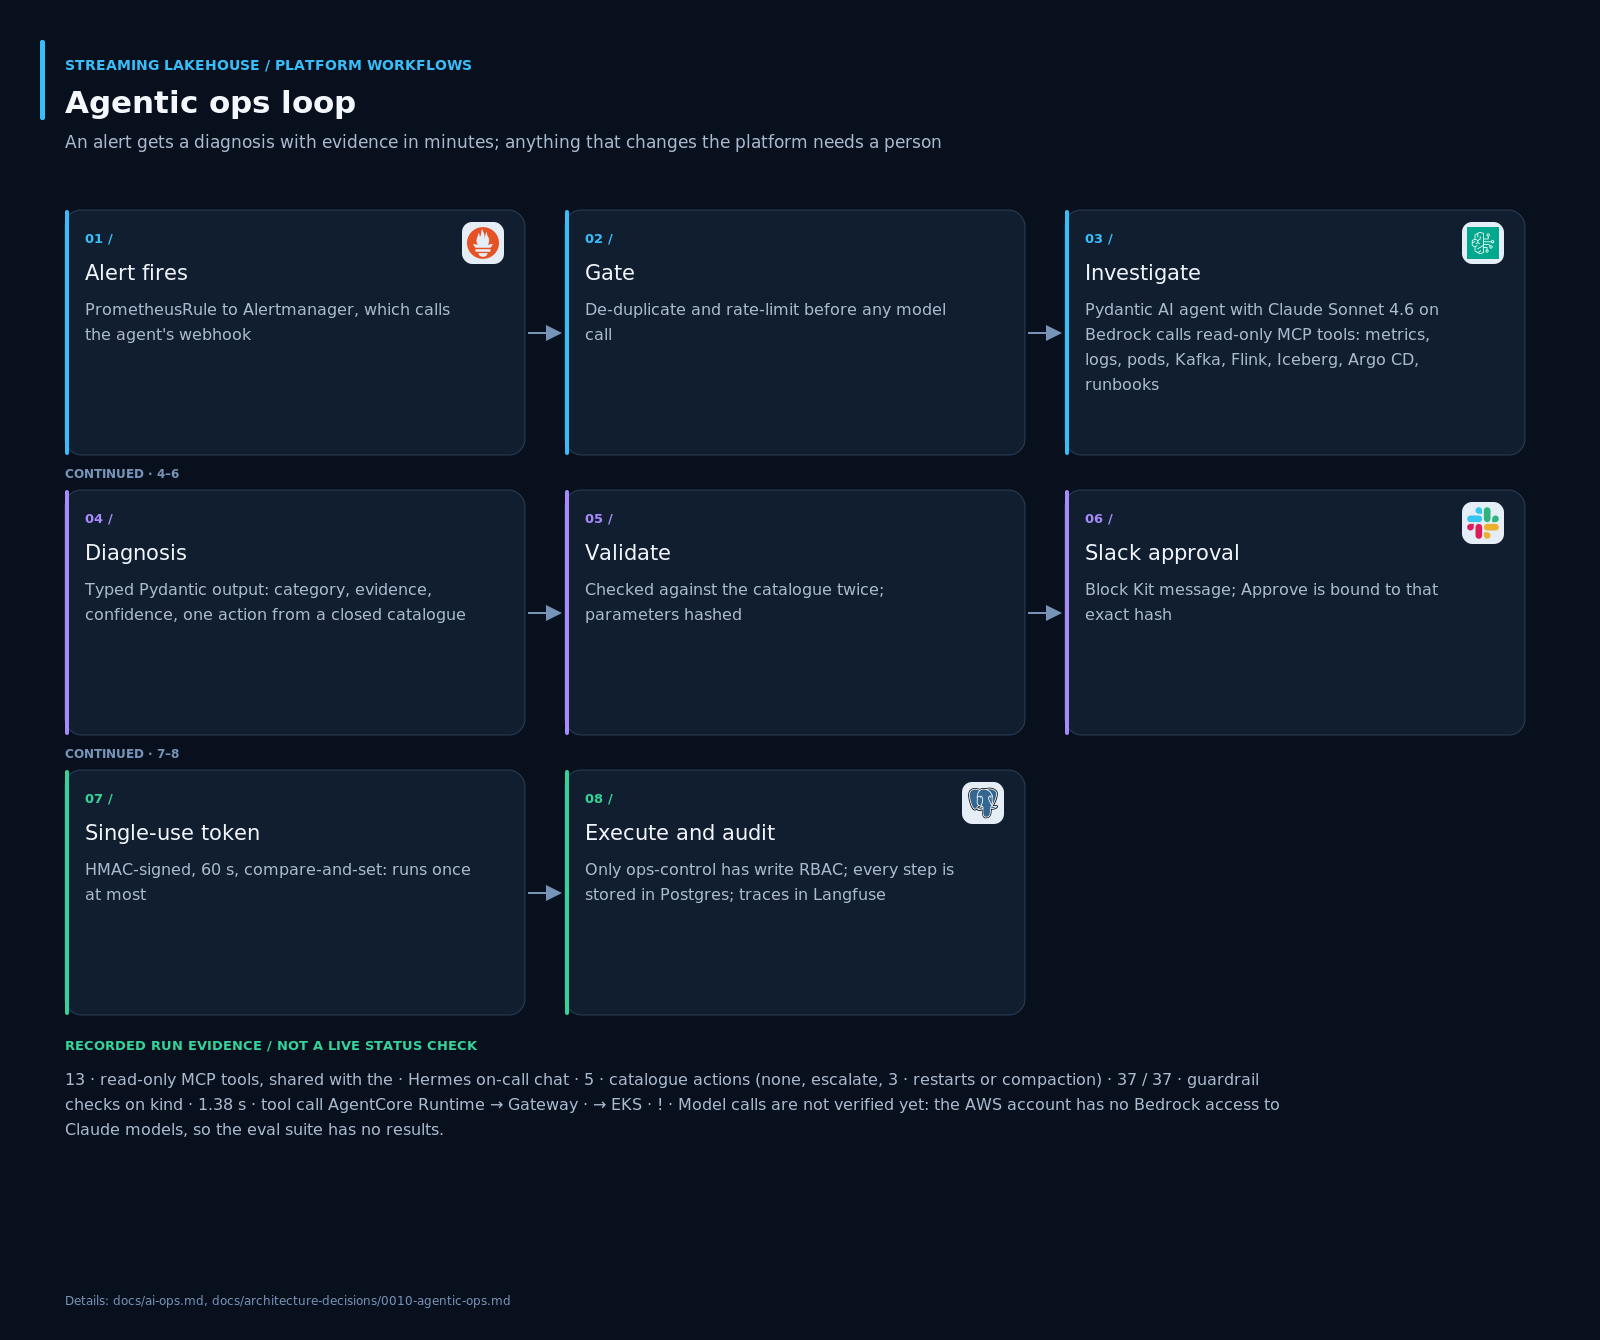 STREAMING LAKEHOUSE / PLATFORM WORKFLOWS
Agentic ops loop
An alert gets a diagnosis with evidence in minutes; anything that changes the platform needs a person
01 /
Alert fires
PrometheusRule to Alertmanager, which calls
the agent's webhook
02 /
Gate
De-duplicate and rate-limit before any model
call
03 /
Investigate
Pydantic AI agent with Claude Sonnet 4.6 on
Bedrock calls read-only MCP tools: metrics,
logs, pods, Kafka, Flink, Iceberg, Argo CD,
runbooks
CONTINUED · 4–6
04 /
Diagnosis
Typed Pydantic output: category, evidence,
confidence, one action from a closed catalogue
05 /
Validate
Checked against the catalogue twice;
parameters hashed
06 /
Slack approval
Block Kit message; Approve is bound to that
exact hash
CONTINUED · 7–8
07 /
Single-use token
HMAC-signed, 60 s, compare-and-set: runs once
at most
08 /
Execute and audit
Only ops-control has write RBAC; every step is
stored in Postgres; traces in Langfuse
RECORDED RUN EVIDENCE / NOT A LIVE STATUS CHECK
13 · read-only MCP tools, shared with the · Hermes on-call chat · 5 · catalogue actions (none, escalate, 3 · restarts or compaction) · 37 / 37 · guardrail
checks on kind · 1.38 s · tool call AgentCore Runtime → Gateway · → EKS · ! · Model calls are not verified yet: the AWS account has no Bedrock access to
Claude models, so the eval suite has no results.
Details: docs/ai-ops.md, docs/architecture-decisions/0010-agentic-ops.md